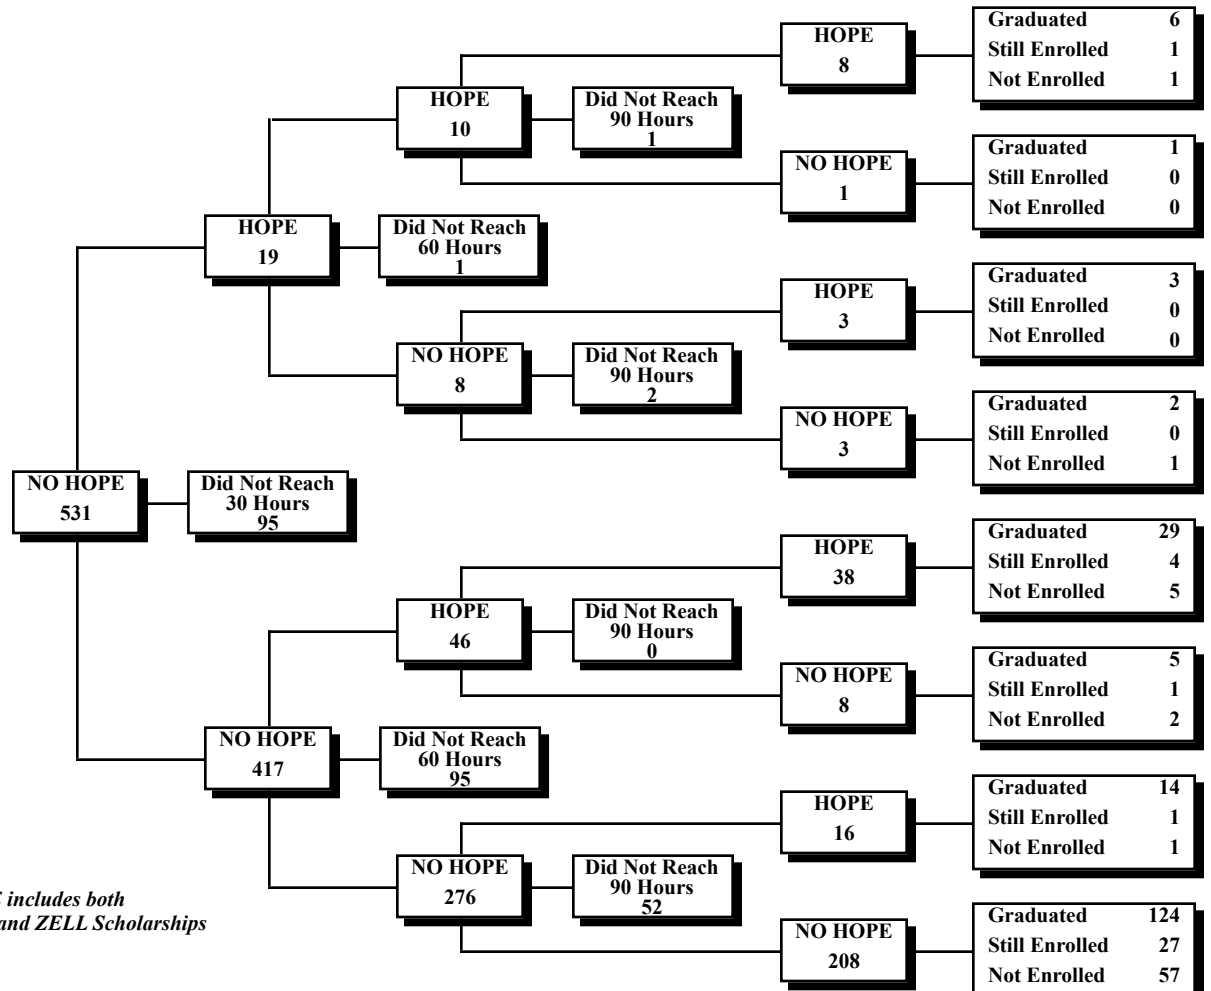 HOPE
8
Graduated 6
Still Enrolled 1
Not Enrolled 1
HOPE
10
Did Not Reach
90 Hours
1
NO HOPE
1
Graduated 1
Still Enrolled 0
Not Enrolled 0
HOPE
19
Did Not Reach
60 Hours
1
HOPE
3
Graduated 3
Still Enrolled 0
Not Enrolled 0
NO HOPE
8
Did Not Reach
90 Hours
2
NO HOPE
3
Graduated 2
Still Enrolled 0
Not Enrolled 1
NO HOPE
531
Did Not Reach
30 Hours
95
HOPE
38
Graduated 29
Still Enrolled 4
Not Enrolled 5
HOPE
46
Did Not Reach
90 Hours
0
NO HOPE
8
Graduated 5
Still Enrolled 1
Not Enrolled 2
NO HOPE
417
Did Not Reach
60 Hours
95
HOPE
16
Graduated 14
Still Enrolled 1
Not Enrolled 1
NO HOPE
276
Did Not Reach
90 Hours
52
NO HOPE
208
Graduated 124
Still Enrolled 27
Not Enrolled 57
includes both
and ZELL Scholarships